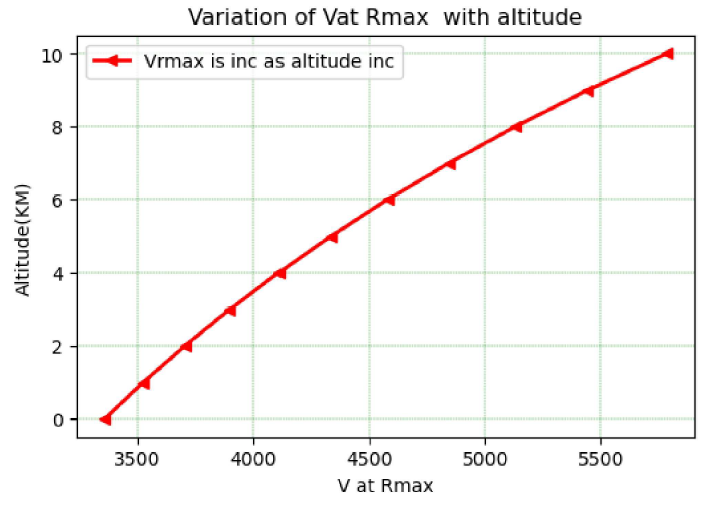 Variation of Vat Rmax  with altitude
Vrmax is inc as altitude inc
Altitude(KM)
10
8
6
4
2
0
3500 4000 4500 5000 5500
V at Rmax